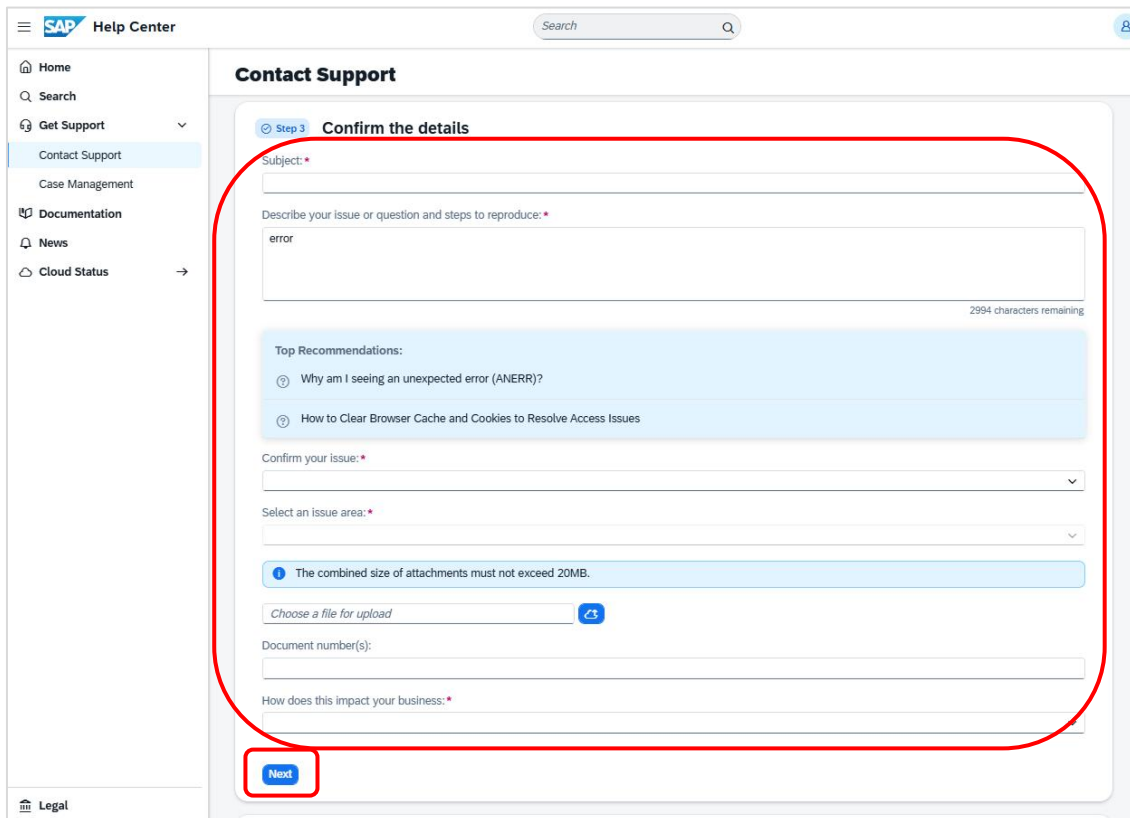 SAP Help Center
Search
Home
Search
Get Support
Contact Support
Case Management
Documentation
News
Cloud Status
Legal
Contact Support
Step 3 Confirm the details
Subject:*
Describe your issue or question and steps to reproduce:*
error
2994 characters remaining
Top Recommendations:
Why am I seeing an unexpected error (ANERR)?
How to Clear Browser Cache and Cookies to Resolve Access Issues
Confirm your issue:*
Select an issue area:*
The combined size of attachments must not exceed 20MB.
Choose a file for upload
Document number(s):
How does this impact your business:*
Next